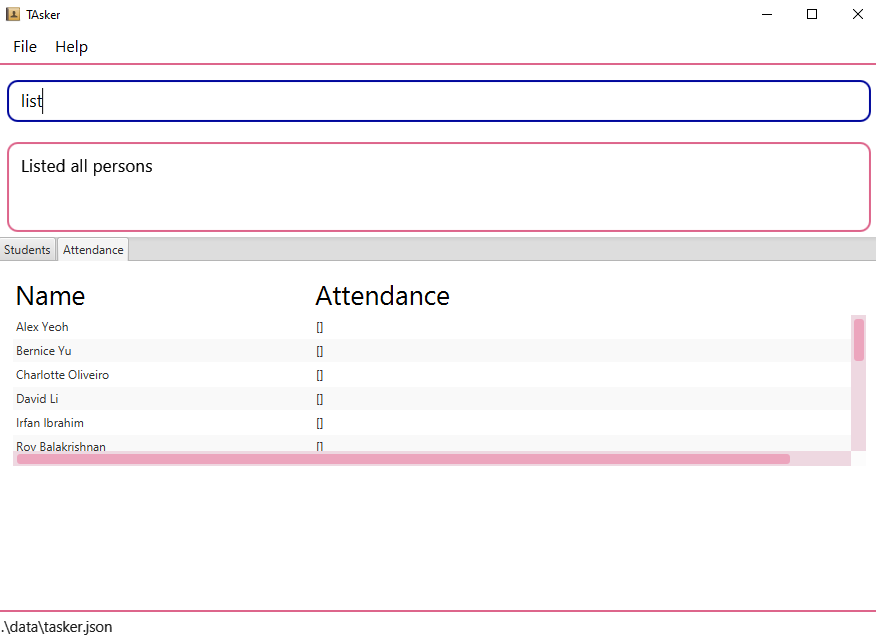 TAsker
File Help
list
Listed all persons
Students Attendance
Name Attendance
Alex Yeoh []
Bernice Yu []
Charlotte Oliveiro []
David Li []
Irfan Ibrahim []
Roy Balakrishnan []
.\data\tasker.json